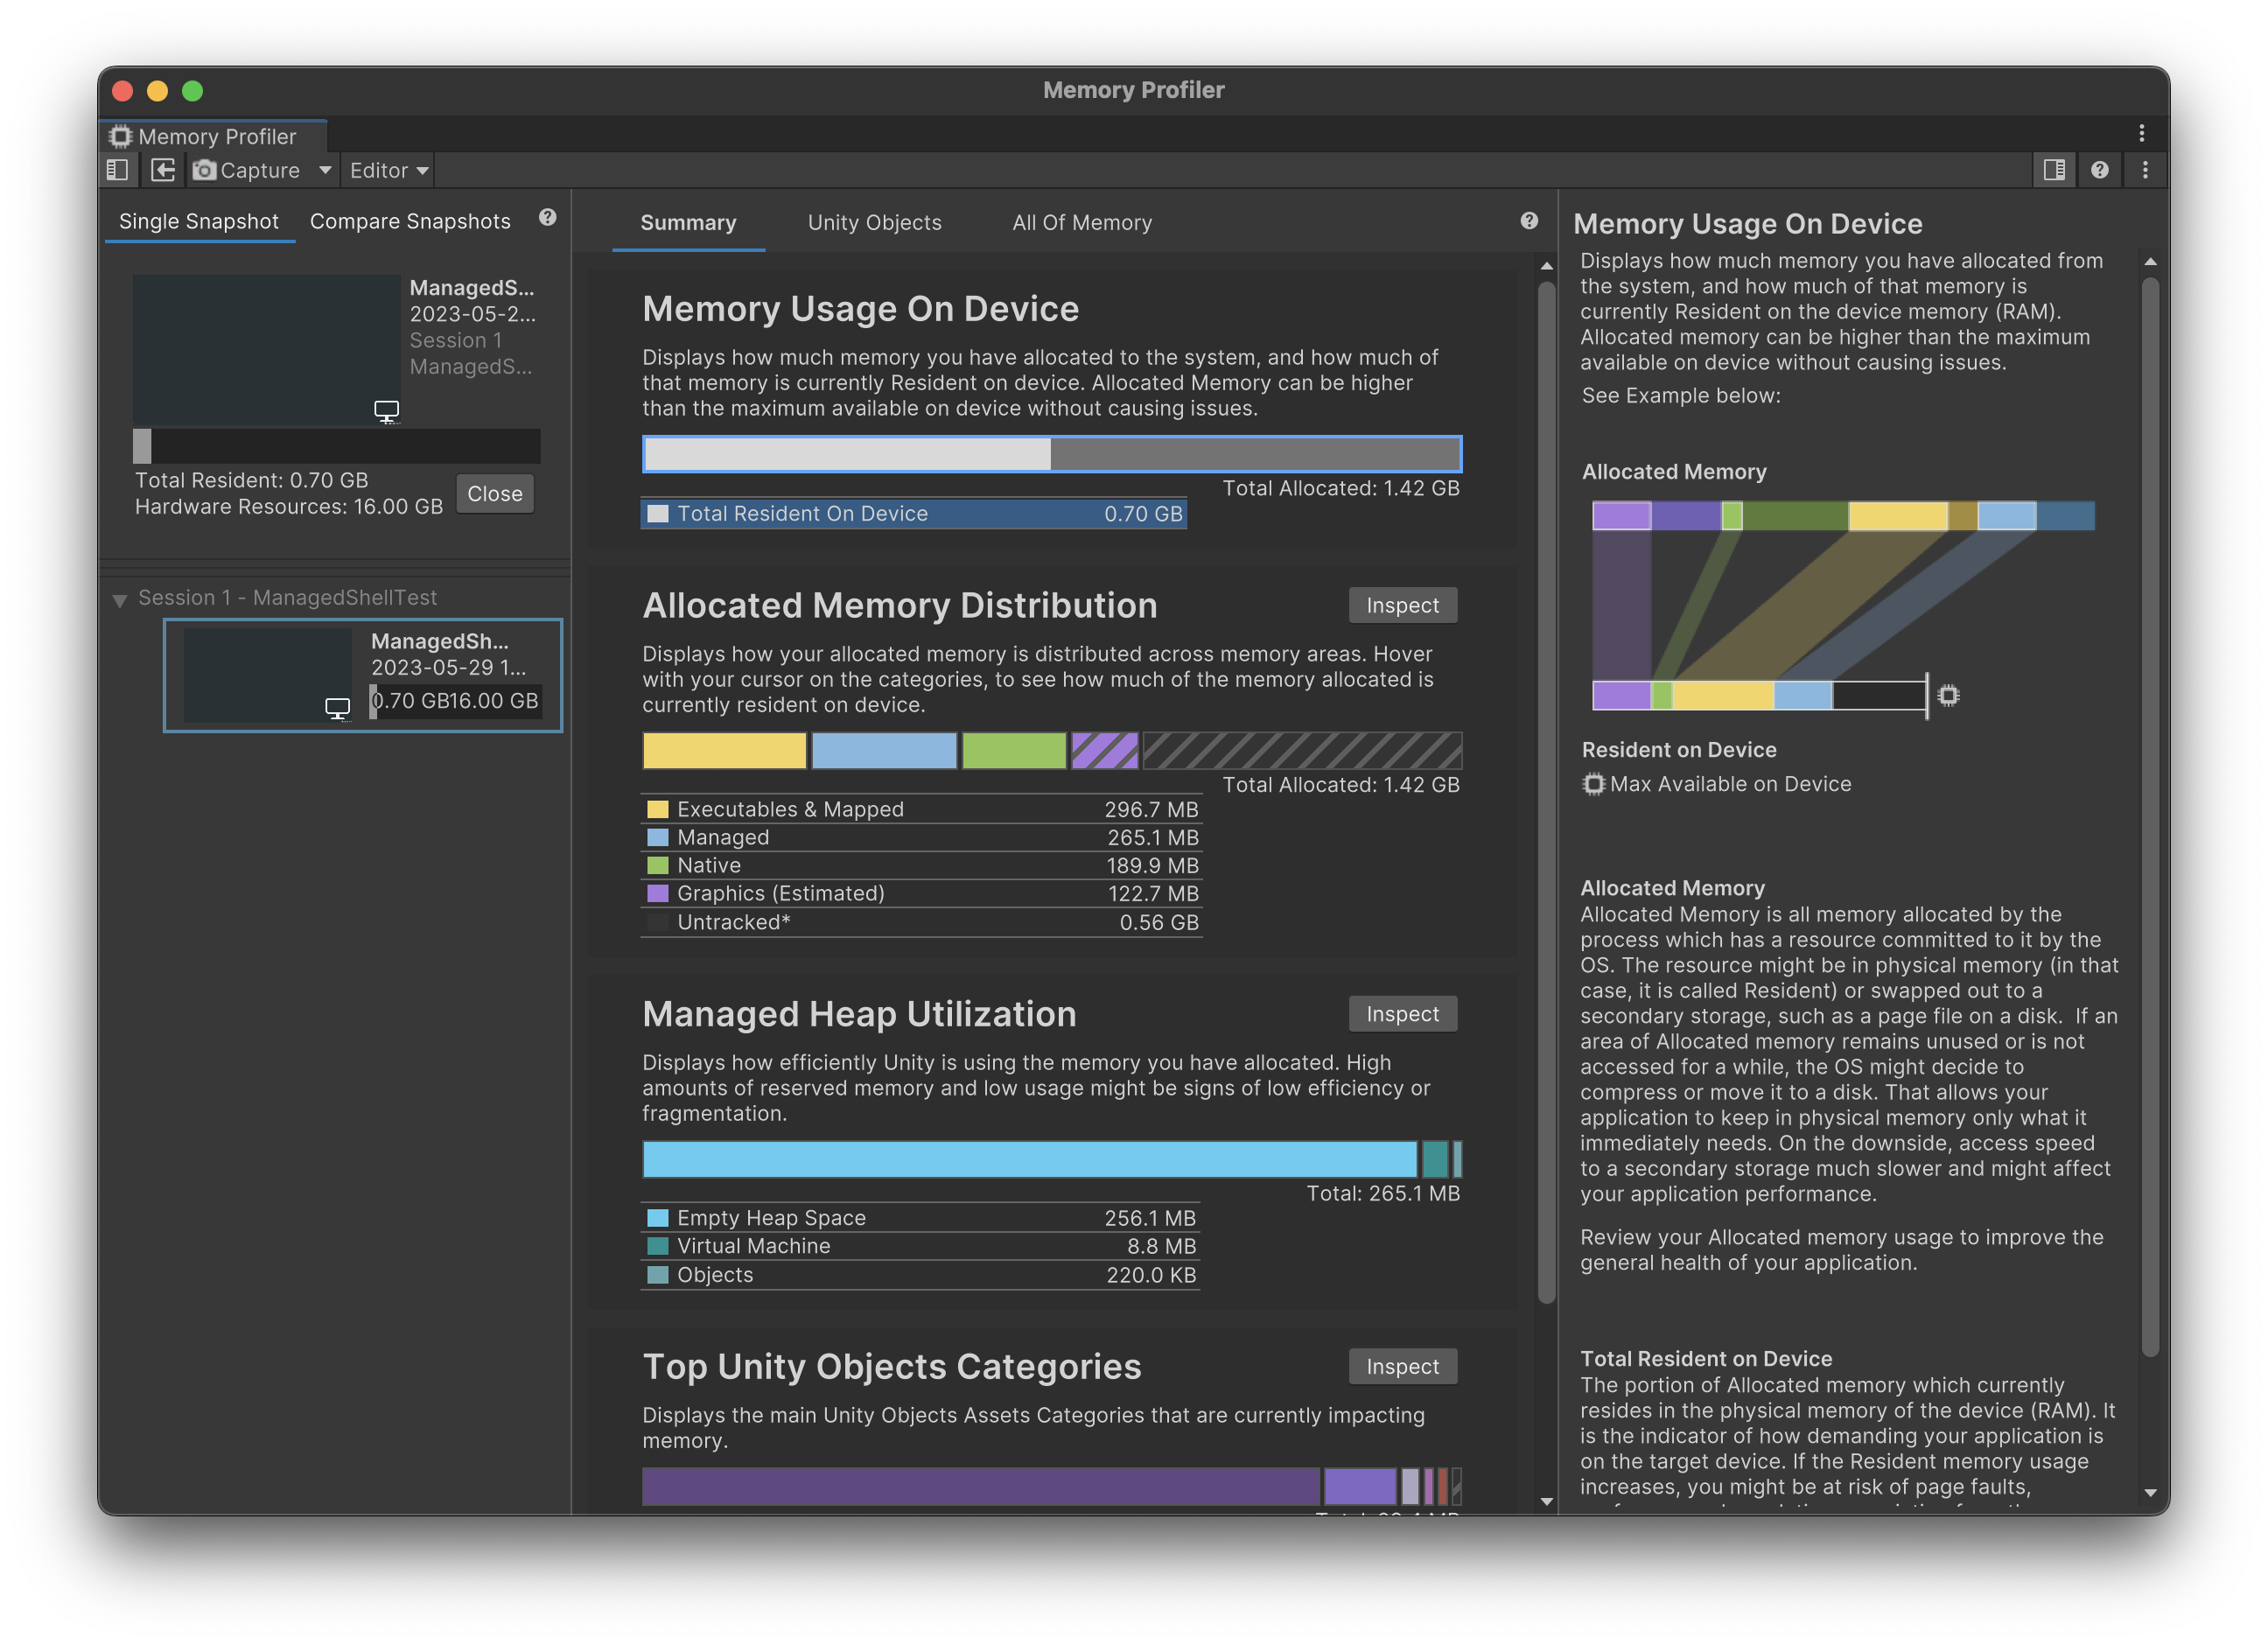 Memory Profiler
Memory Profiler
Capture
Editor
Single Snapshot
Compare Snapshots
ManagedS...
2023-05-2...
Session 1
ManagedS...
Total Resident: 0.70 GB
Hardware Resources: 16.00 GB
Close
Session 1 - ManagedShellTest
ManagedSh...
2023-05-29 1...
0.70 GB16.00 GB
Summary
Unity Objects
All Of Memory
Memory Usage On Device
Displays how much memory you have allocated to the system, and how much of
that memory is currently Resident on device. Allocated Memory can be higher
than the maximum available on device without causing issues.
Total Allocated: 1.42 GB
Total Resident On Device 0.70 GB
Allocated Memory Distribution
Inspect
Displays how your allocated memory is distributed across memory areas. Hover
with your cursor on the categories, to see how much of the memory allocated is
currently resident on device.
Total Allocated: 1.42 GB
Executables & Mapped 296.7 MB
Managed 265.1 MB
Native 189.9 MB
Graphics (Estimated) 122.7 MB
Untracked* 0.56 GB
Managed Heap Utilization
Inspect
Displays how efficiently Unity is using the memory you have allocated. High
amounts of reserved memory and low usage might be signs of low efficiency or
fragmentation.
Total: 265.1 MB
Empty Heap Space 256.1 MB
Virtual Machine 8.8 MB
Objects 220.0 KB
Top Unity Objects Categories
Inspect
Displays the main Unity Objects Assets Categories that are currently impacting
memory.
Memory Usage On Device
Displays how much memory you have allocated from
the system, and how much of that memory is
currently Resident on the device memory (RAM).
Allocated memory can be higher than the maximum
available on device without causing issues.
See Example below:
Allocated Memory
Resident on Device
Max Available on Device
Allocated Memory
Allocated Memory is all memory allocated by the
process which has a resource committed to it by the
OS. The resource might be in physical memory (in that
case, it is called Resident) or swapped out to a
secondary storage, such as a page file on a disk.  If an
area of Allocated memory remains unused or is not
accessed for a while, the OS might decide to
compress or move it to a disk. That allows your
application to keep in physical memory only what it
immediately needs. On the downside, access speed
to a secondary storage much slower and might affect
your application performance.
Review your Allocated memory usage to improve the
general health of your application.
Total Resident on Device
The portion of Allocated memory which currently
resides in the physical memory of the device (RAM). It
is the indicator of how demanding your application is
on the target device. If the Resident memory usage
increases, you might be at risk of page faults,